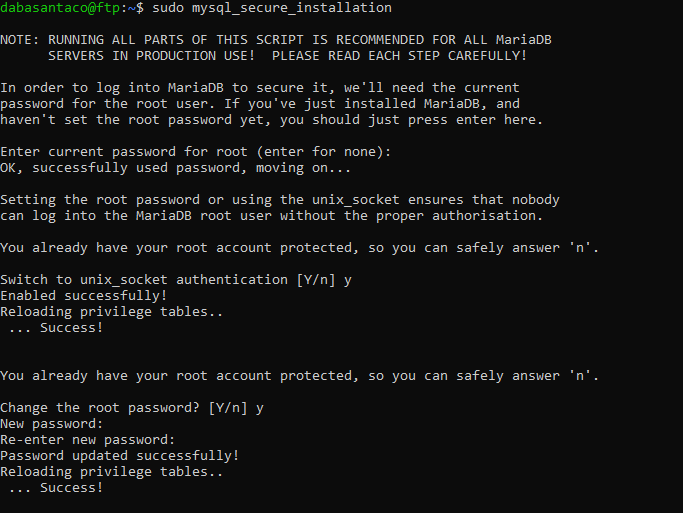 dabasantaco@ftp:~$ sudo mysql_secure_installation
NOTE: RUNNING ALL PARTS OF THIS SCRIPT IS RECOMMENDED FOR ALL MariaDB
SERVERS IN PRODUCTION USE!  PLEASE READ EACH STEP CAREFULLY!
In order to log into MariaDB to secure it, we'll need the current
password for the root user. If you've just installed MariaDB, and
haven't set the root password yet, you should just press enter here.
Enter current password for root (enter for none):
OK, successfully used password, moving on...
Setting the root password or using the unix_socket ensures that nobody
can log into the MariaDB root user without the proper authorisation.
You already have your root account protected, so you can safely answer 'n'.
Switch to unix_socket authentication [Y/n] y
Enabled successfully!
Reloading privilege tables..
... Success!
You already have your root account protected, so you can safely answer 'n'.
Change the root password? [Y/n] y
New password:
Re-enter new password:
Password updated successfully!
Reloading privilege tables..
... Success!